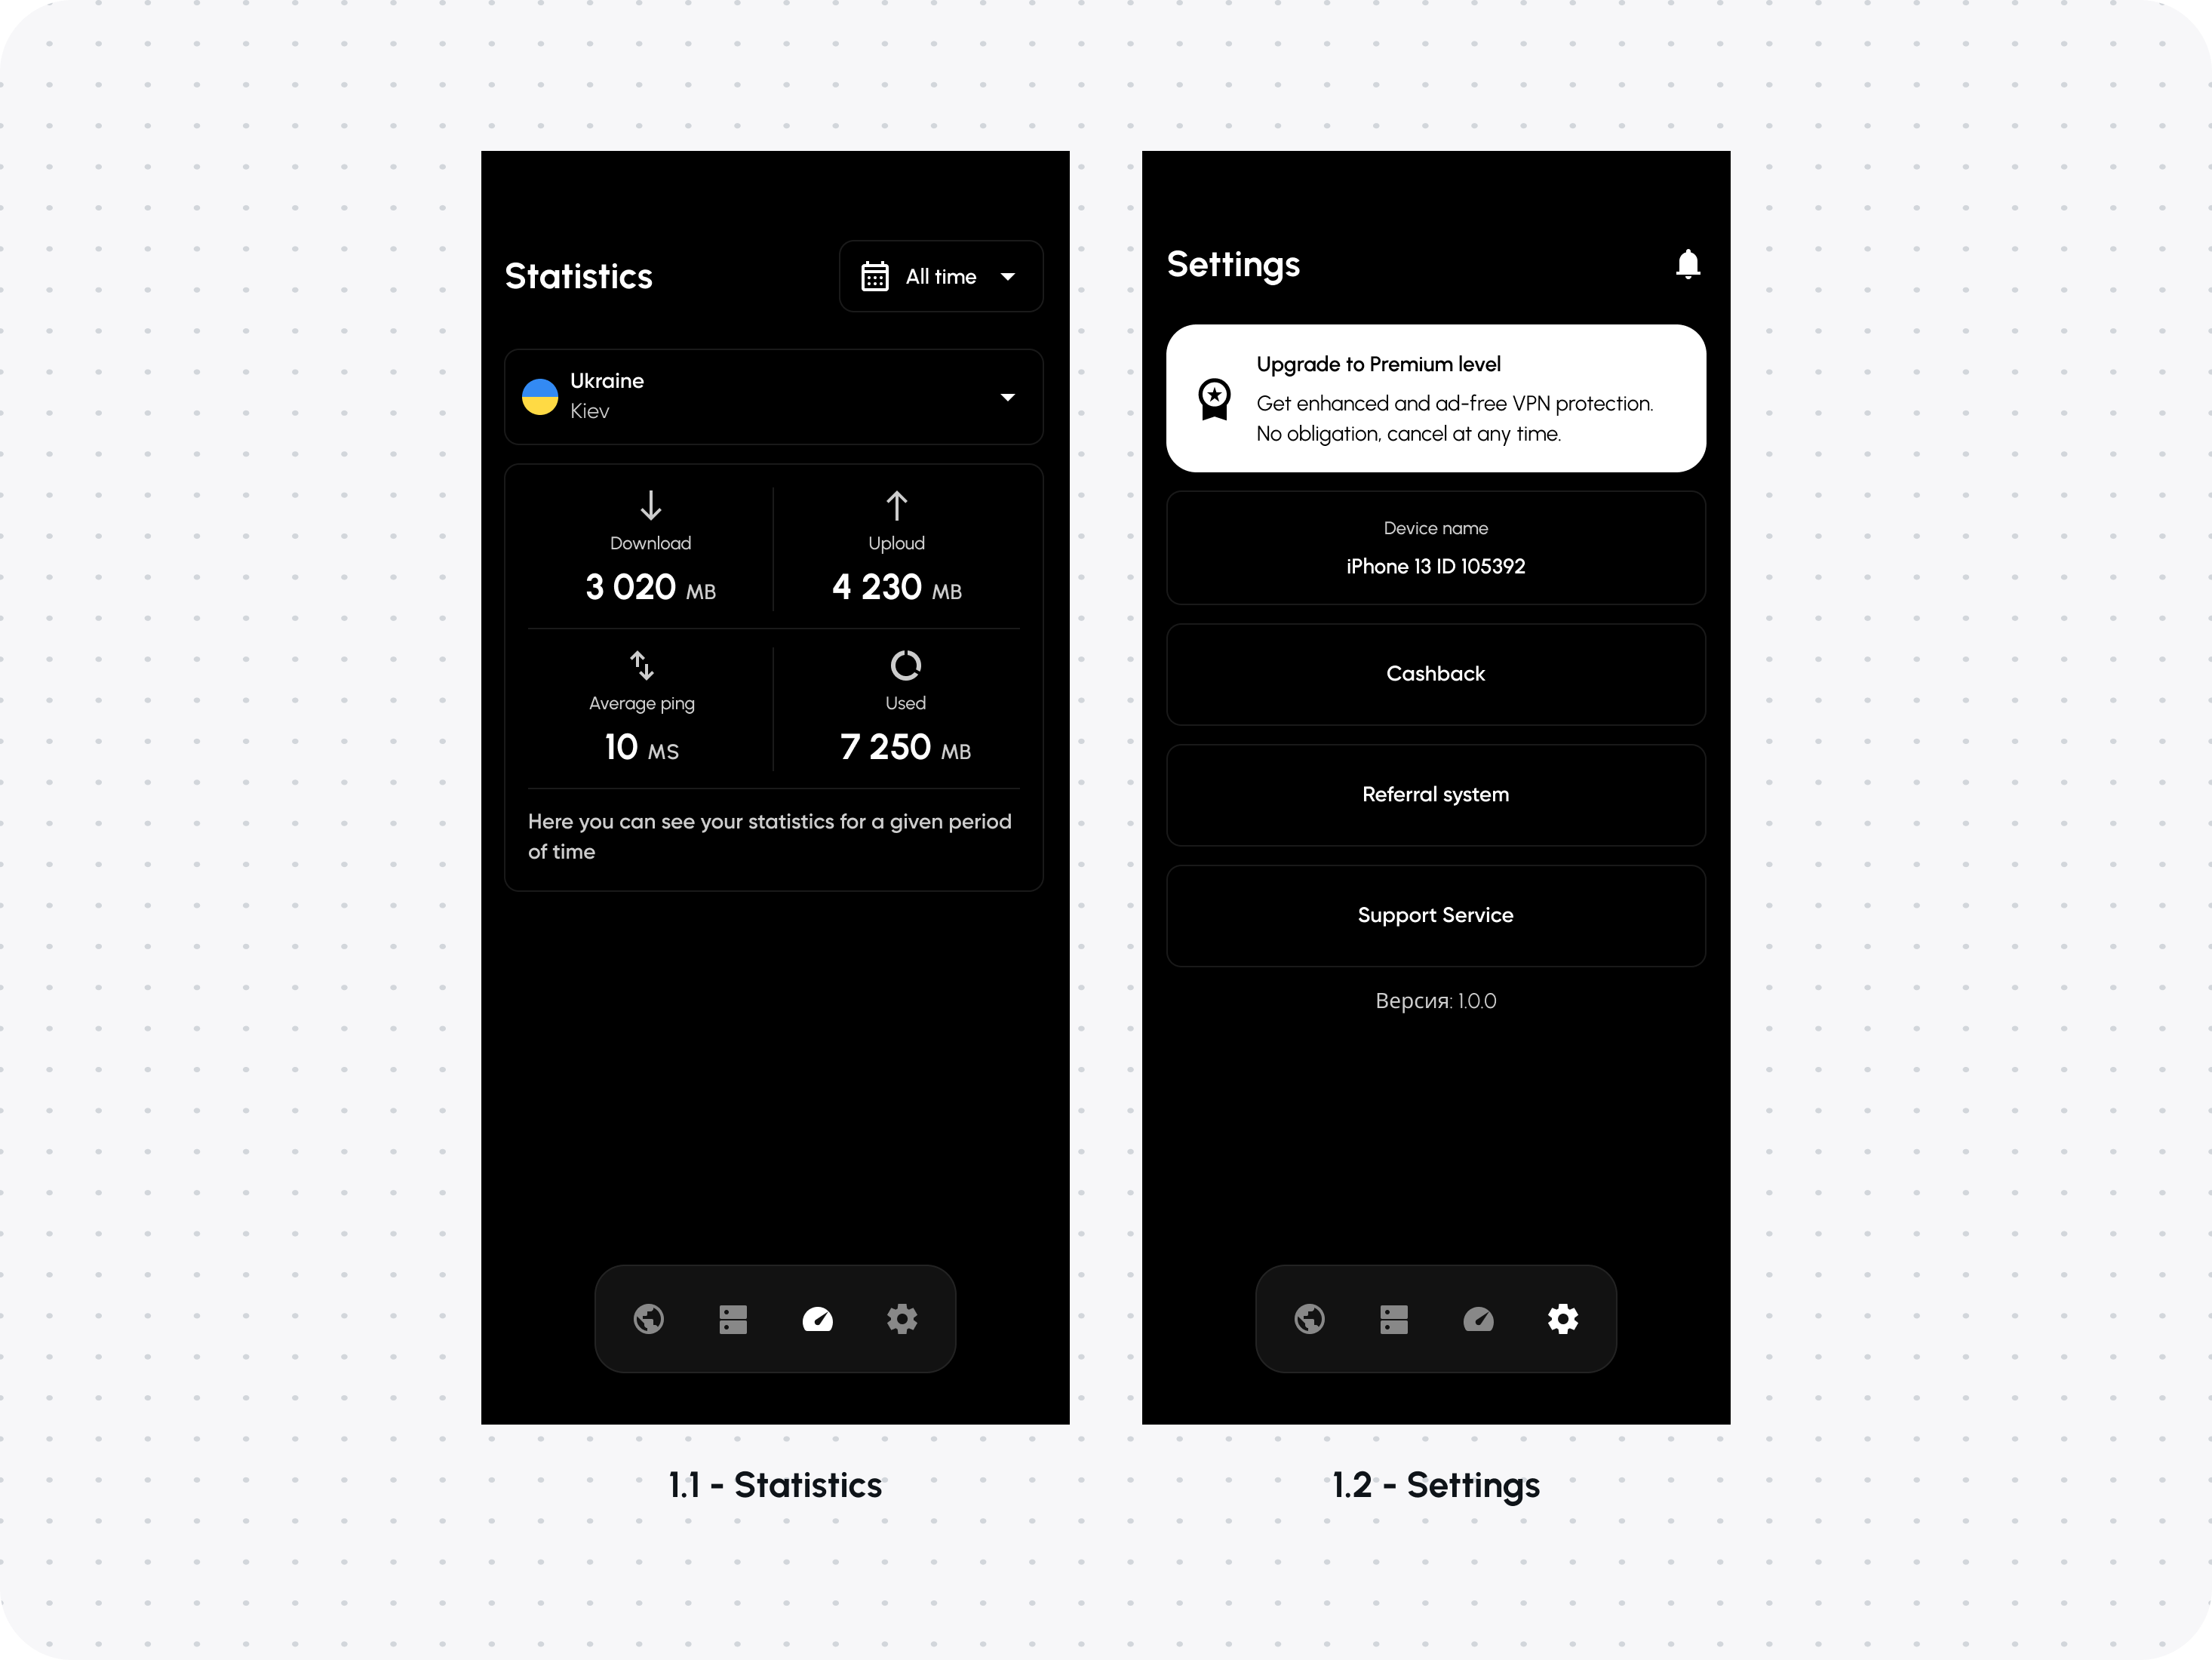 Statistics
All time
Ukraine
Kiev
Download
3 020 MB
Uploud
4 230 MB
Average ping
10 MS
Used
7 250 MB
Here you can see your statistics for a given period
of time
1.1 - Statistics
Settings
Upgrade to Premium level
Get enhanced and ad-free VPN protection.
No obligation, cancel at any time.
Device name
iPhone 13 ID 105392
Cashback
Referral system
Support Service
Версия: 1.0.0
1.2 - Settings